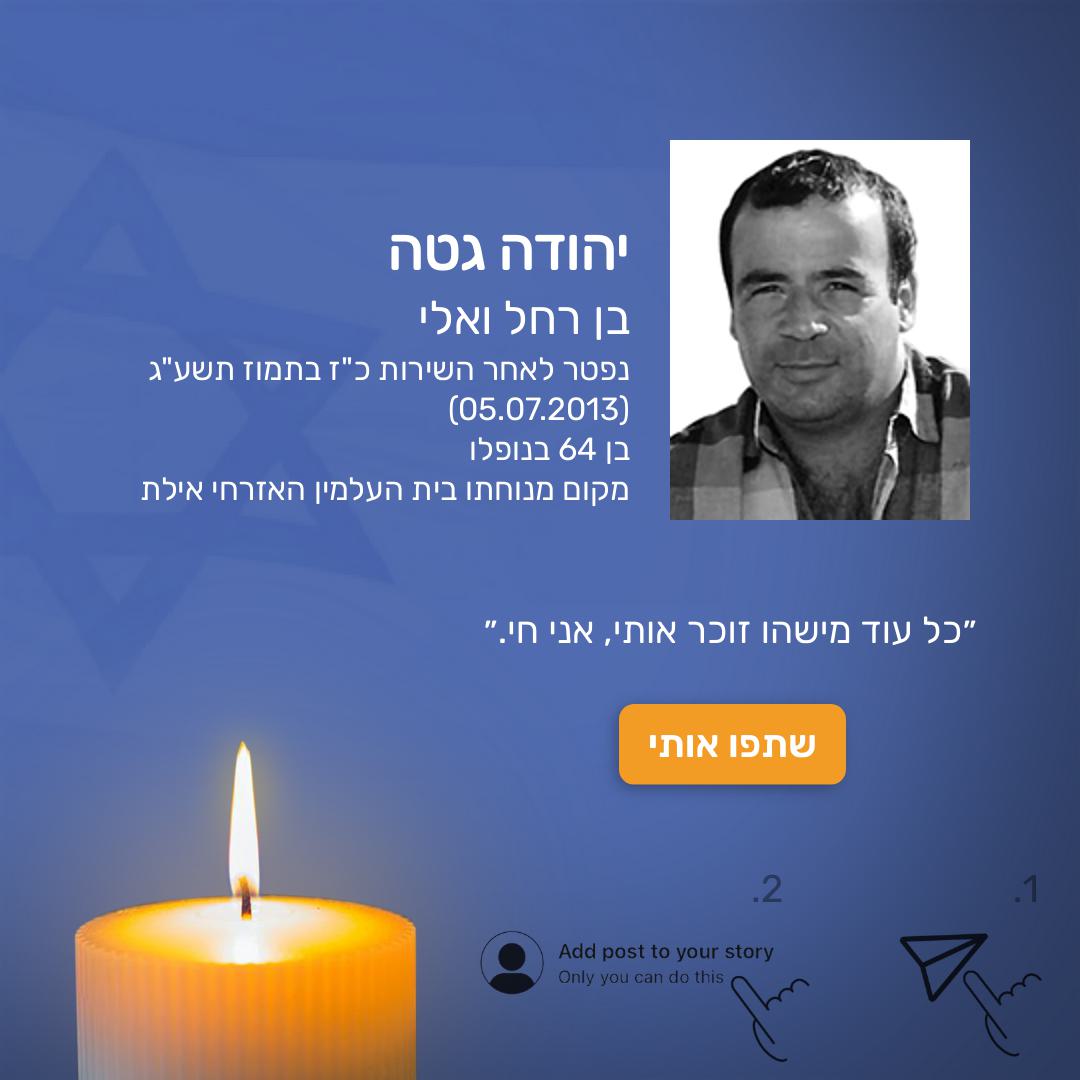 יהודה גטה
בן רחל ואלי
נפטר לאחר השירות כ"ז בתמוז תשע"ג
(05.07.2013)
בן 64 בנופלו
מקום מנוחתו בית העלמין האזרחי אילת
״כל עוד מישהו זוכר אותי, אני חי.״
שתפו אותי
1.
2.
Add post to your story
Only you can do this